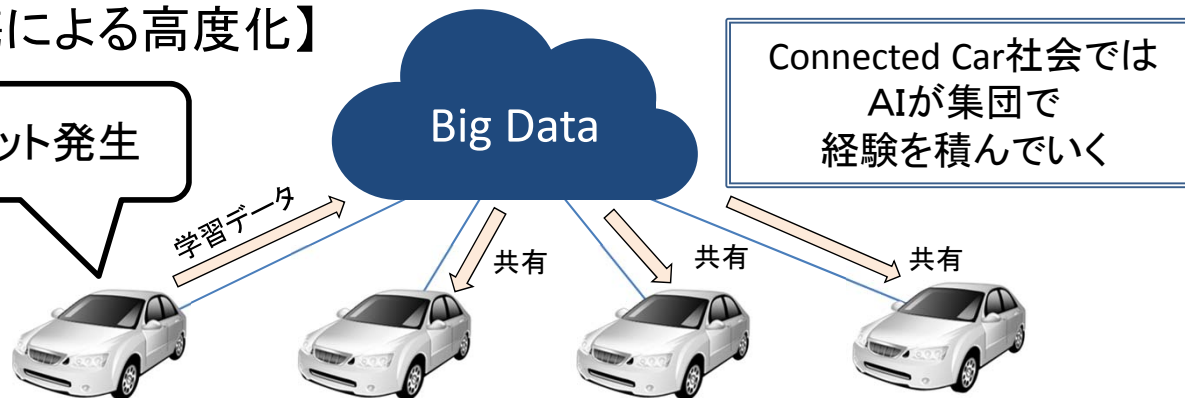 による高度化】
ット発生
Big Data
Connected Car社会では
AIが集団で
経験を積んでいく
学習データ
共有
共有
共有